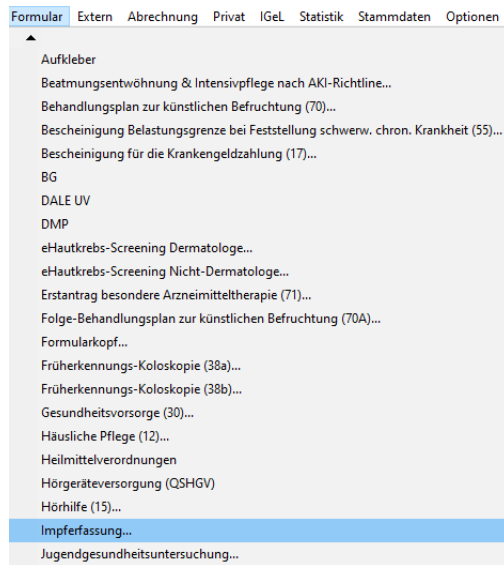 Formular Extern Abrechnung Privat IGeL Statistik Stammdaten Optionen
Aufkleber
Beatmungsentwöhnung & Intensivpflege nach AKI-Richtline...
Behandlungsplan zur künstlichen Befruchtung (70)...
Bescheinigung Belastungsgrenze bei Feststellung schwerw. chron. Krankheit (55)...
Bescheinigung für die Krankengeldzahlung (17)...
BG
DALE UV
DMP
eHautkrebs-Screening Dermatologe...
eHautkrebs-Screening Nicht-Dermatologe...
Erstantrag besondere Arzneimitteltherapie (71)...
Folge-Behandlungsplan zur künstlichen Befruchtung (70A)...
Formularkopf...
Früherkennungs-Koloskopie (38a)...
Früherkennungs-Koloskopie (38b)...
Gesundheitsvorsorge (30)...
Häusliche Pflege (12)...
Heilmittelverordnungen
Hörgeräteversorgung (QSHGV)
Hörhilfe (15)...
Impferfassung...
Jugendgesundheitsuntersuchung...